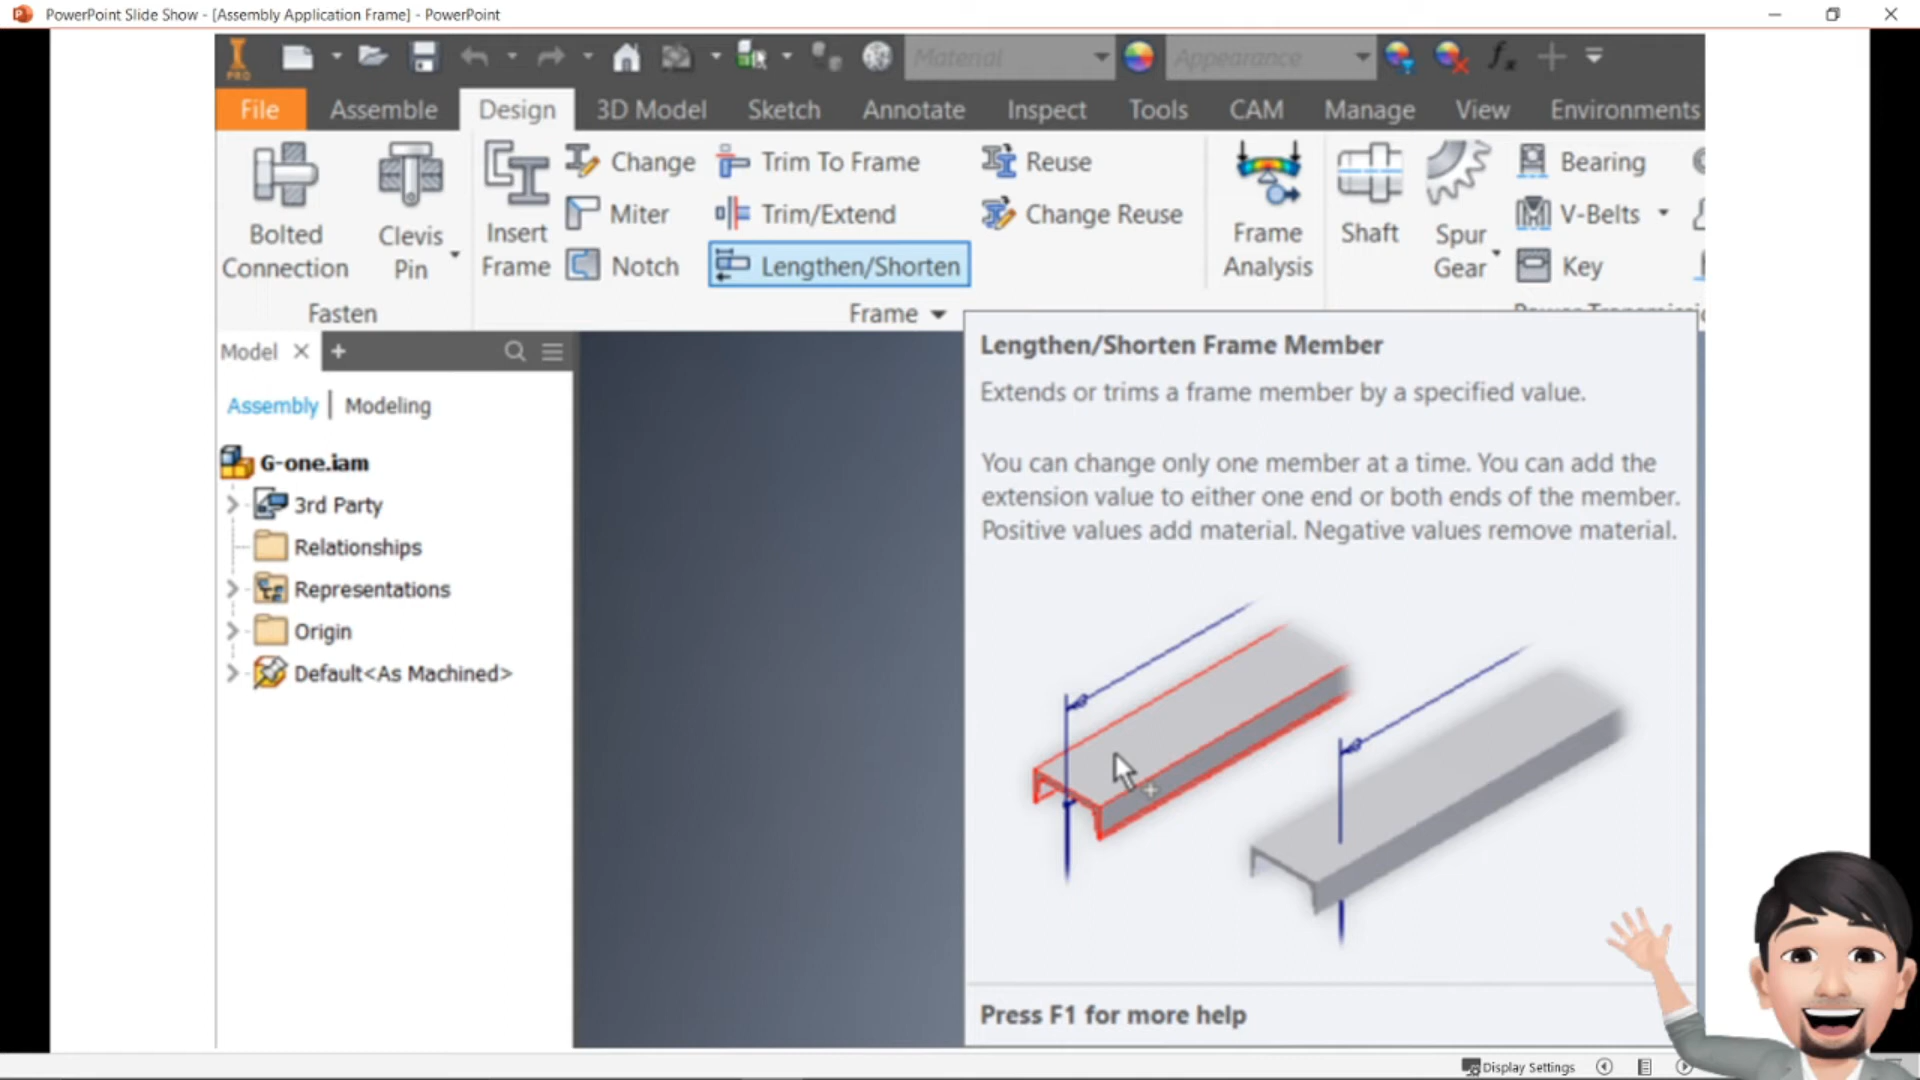 PowerPoint Slide Show - [Assembly Application Frame] - PowerPoint
PRO
Material
Appearance
File Assemble Design 3D Model Sketch Annotate Inspect Tools CAM Manage View Environments
Bolted Connection
Clevis Pin
Insert Frame
Change
Miter
Notch
Trim To Frame
Trim/Extend
Lengthen/Shorten
Reuse
Change Reuse
Frame Analysis
Shaft
Spur Gear
Bearing
V-Belts
Key
Fasten
Frame
Model
Assembly | Modeling
G-one.iam
3rd Party
Relationships
Representations
Origin
Default<As Machined>
Lengthen/Shorten Frame Member
Extends or trims a frame member by a specified value.
You can change only one member at a time. You can add the
extension value to either one end or both ends of the member.
Positive values add material. Negative values remove material.
Press F1 for more help
Display Settings